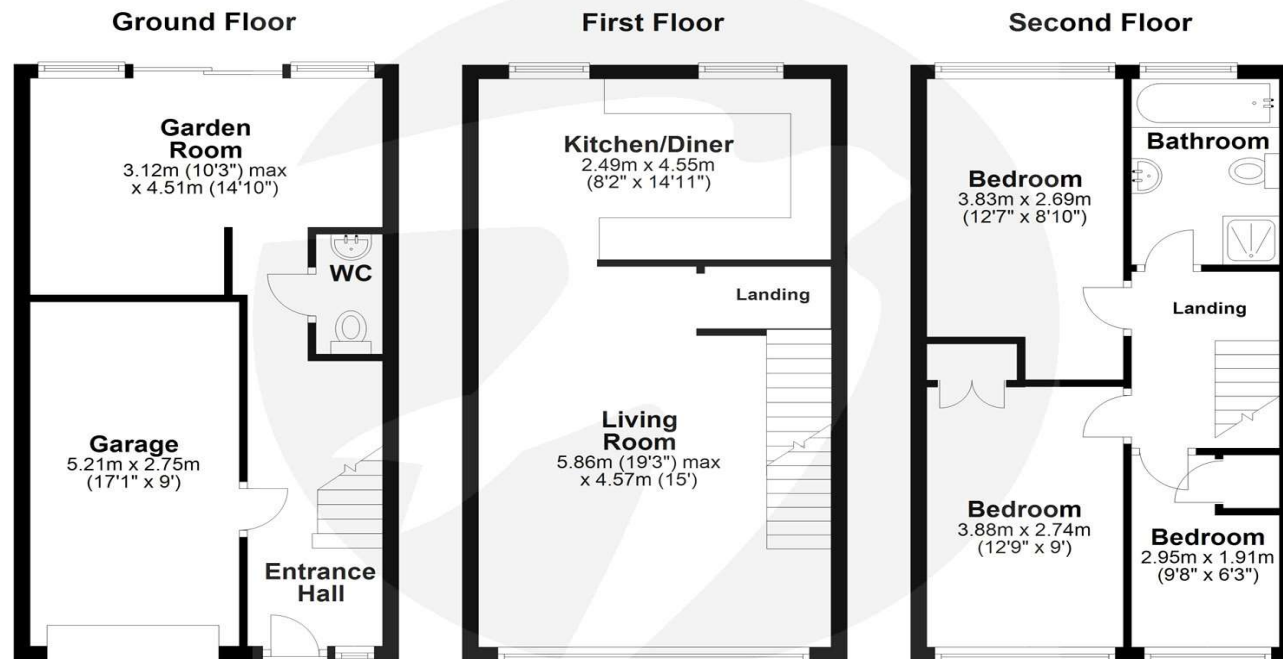 Ground Floor
Garden
Room
3.12m (10'3") max
x 4.51m (14'10")
WC
Garage
5.21m x 2.75m
(17'1" x 9')
Entrance
Hall
First Floor
Kitchen/Diner
2.49m x 4.55m
(8'2" x 14'11")
Landing
Living
Room
5.86m (19'3") max
x 4.57m (15')
Second Floor
Bedroom
3.83m x 2.69m
(12'7" x 8'10")
Bathroom
Landing
Bedroom
3.88m x 2.74m
(12'9" x 9')
Bedroom
2.95m x 1.91m
(9'8" x 6'3")